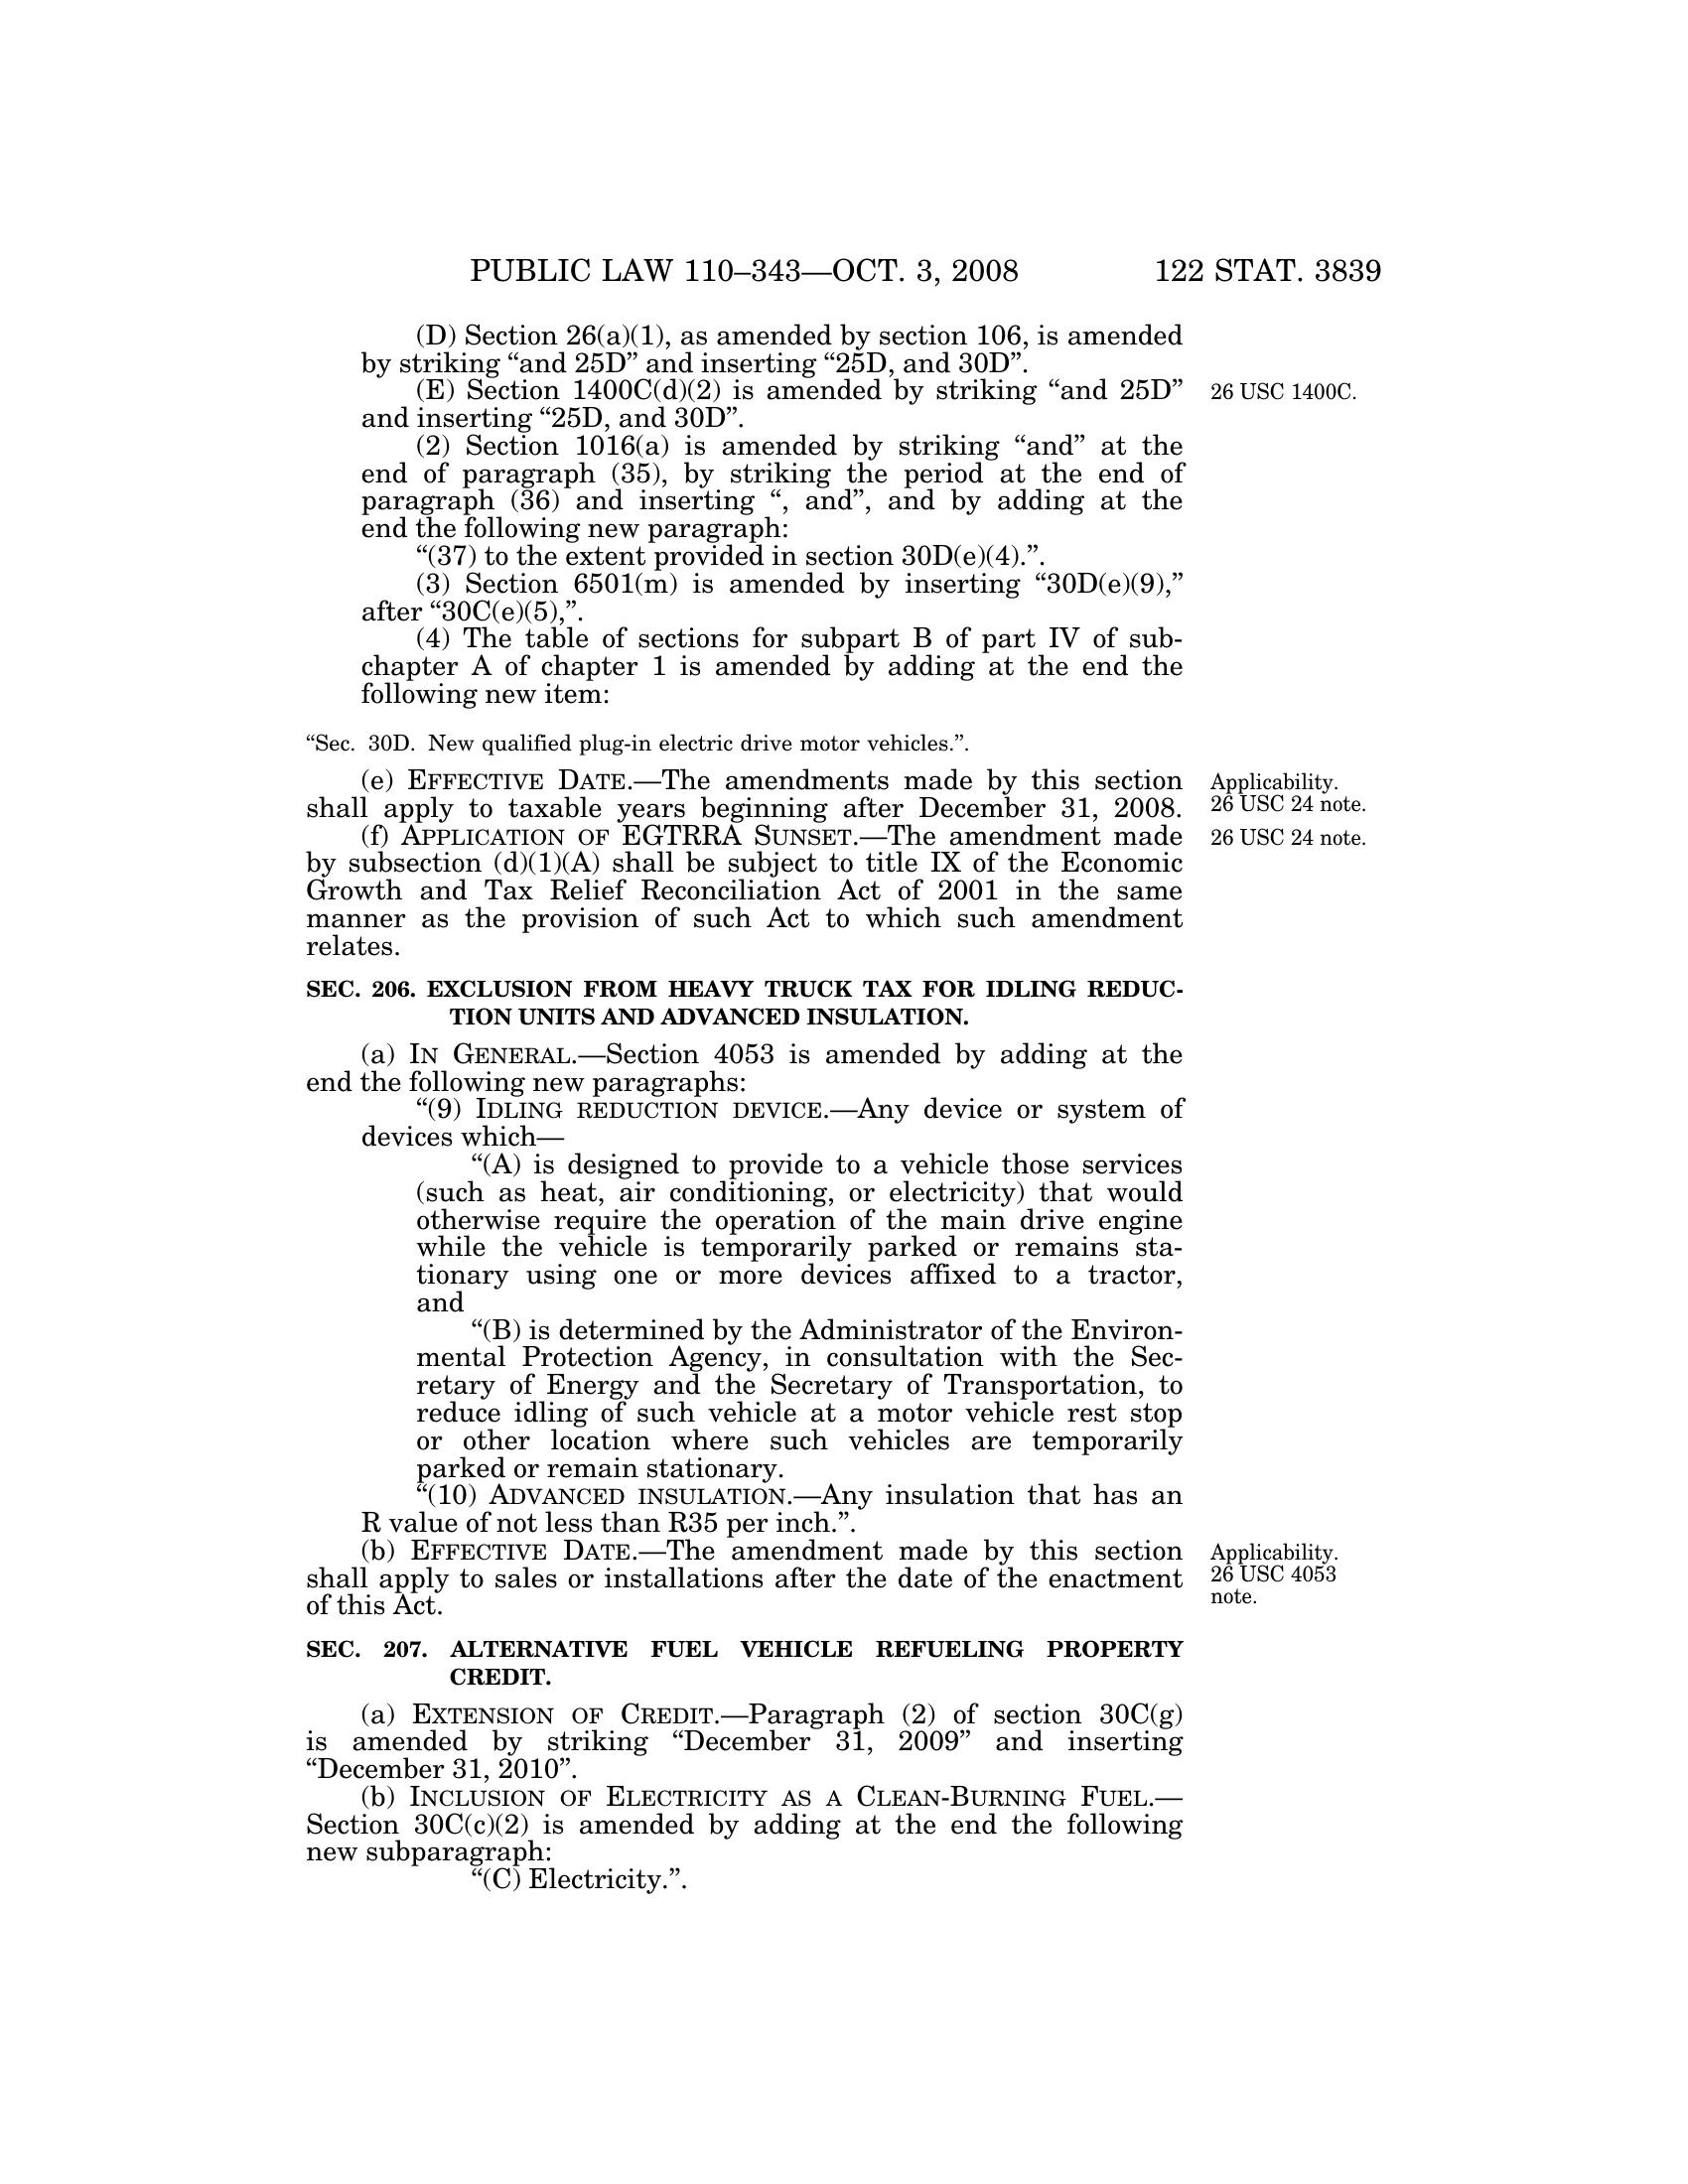 PUBLIC LAW 110–343—OCT. 3, 2008 122 STAT. 3839
(D) Section 26(a)(1), as amended by section 106, is amended
by striking “and 25D” and inserting “25D, and 30D”.
(E) Section 1400C(d)(2) is amended by striking “and 25D”
and inserting “25D, and 30D”.
26 USC 1400C.
(2) Section 1016(a) is amended by striking “and” at the
end of paragraph (35), by striking the period at the end of
paragraph (36) and inserting “, and”, and by adding at the
end the following new paragraph:
“(37) to the extent provided in section 30D(e)(4).”.
(3) Section 6501(m) is amended by inserting “30D(e)(9),”
after “30C(e)(5),”.
(4) The table of sections for subpart B of part IV of sub-
chapter A of chapter 1 is amended by adding at the end the
following new item:
“Sec. 30D. New qualified plug-in electric drive motor vehicles.”.
(e) EFFECTIVE DATE.—The amendments made by this section
shall apply to taxable years beginning after December 31, 2008.
Applicability.
26 USC 24 note.
(f) APPLICATION OF EGTRRA SUNSET.—The amendment made
by subsection (d)(1)(A) shall be subject to title IX of the Economic
Growth and Tax Relief Reconciliation Act of 2001 in the same
manner as the provision of such Act to which such amendment
relates.
26 USC 24 note.
SEC. 206. EXCLUSION FROM HEAVY TRUCK TAX FOR IDLING REDUC-
TION UNITS AND ADVANCED INSULATION.
(a) IN GENERAL.—Section 4053 is amended by adding at the
end the following new paragraphs:
“(9) IDLING REDUCTION DEVICE.—Any device or system of
devices which—
“(A) is designed to provide to a vehicle those services
(such as heat, air conditioning, or electricity) that would
otherwise require the operation of the main drive engine
while the vehicle is temporarily parked or remains sta-
tionary using one or more devices affixed to a tractor,
and
“(B) is determined by the Administrator of the Environ-
mental Protection Agency, in consultation with the Sec-
retary of Energy and the Secretary of Transportation, to
reduce idling of such vehicle at a motor vehicle rest stop
or other location where such vehicles are temporarily
parked or remain stationary.
“(10) ADVANCED INSULATION.—Any insulation that has an
R value of not less than R35 per inch.”.
(b) EFFECTIVE DATE.—The amendment made by this section
shall apply to sales or installations after the date of the enactment
of this Act.
Applicability.
26 USC 4053
note.
SEC. 207. ALTERNATIVE FUEL VEHICLE REFUELING PROPERTY
CREDIT.
(a) EXTENSION OF CREDIT.—Paragraph (2) of section 30C(g)
is amended by striking “December 31, 2009” and inserting
“December 31, 2010”.
(b) INCLUSION OF ELECTRICITY AS A CLEAN-BURNING FUEL.—
Section 30C(c)(2) is amended by adding at the end the following
new subparagraph:
“(C) Electricity.”.